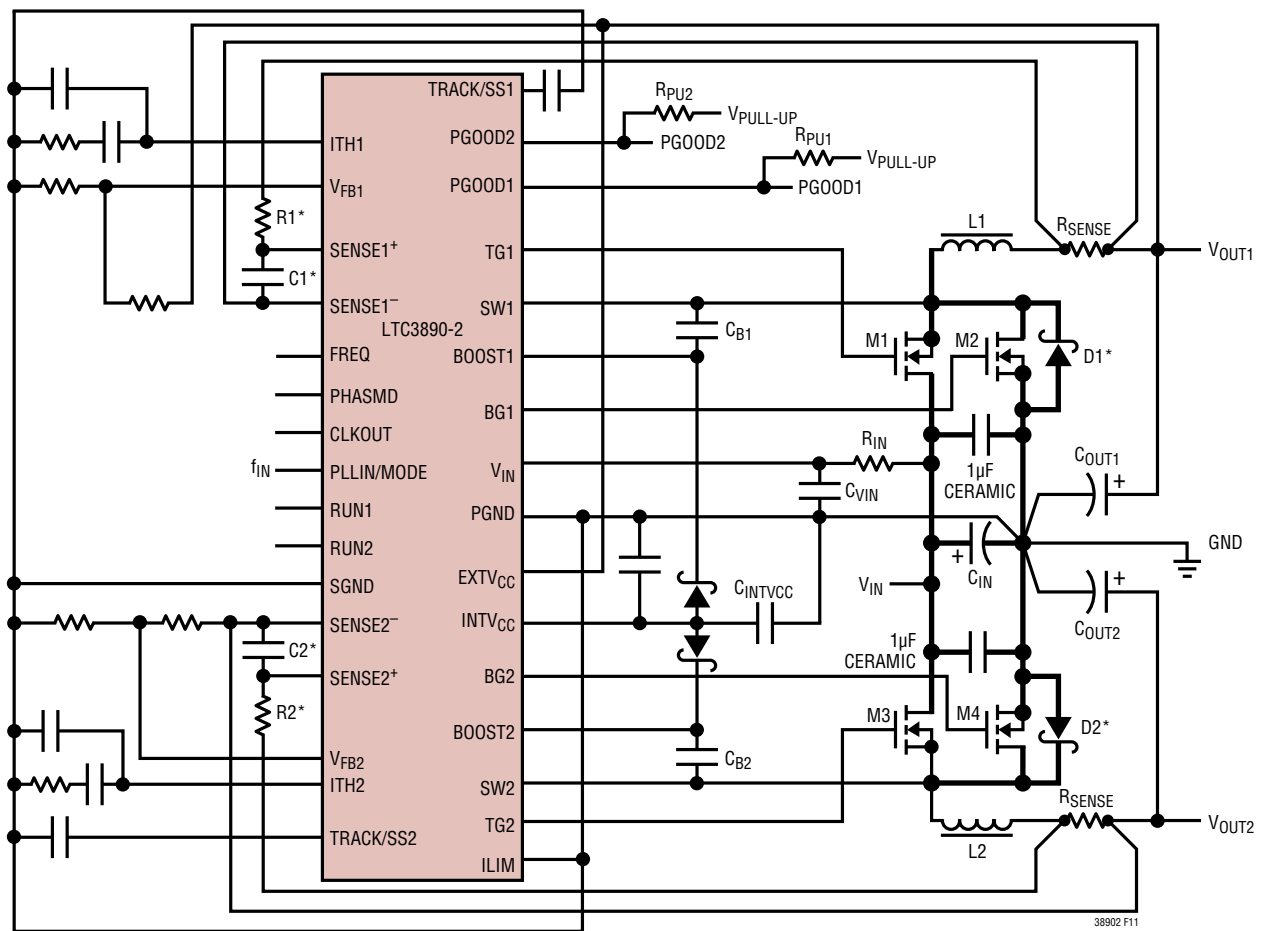 TRACK/SS1
RPU2
VPULL-UP
PGOOD2
PGOOD2
RPU1
VPULL-UP
ITH1
VFB1
PGOOD1
PGOOD1
R1*
L1
RSENSE
SENSE1+
TG1
VOUT1
C1*
SENSE1–
SW1
LTC3890-2
CB1
M1
M2
D1*
FREQ
BOOST1
PHASMD
BG1
CLKOUT
RIN
fIN
PLLIN/MODE
VIN
1µF
CERAMIC
COUT1
+
CVIN
RUN1
PGND
RUN2
GND
+
CIN
EXTVCC
VIN
SGND
CINTVCC
+
COUT2
SENSE2–
INTVCC
C2*
1µF
CERAMIC
SENSE2+
BG2
R2*
M3
M4
D2*
BOOST2
VFB2
CB2
ITH2
SW2
RSENSE
TG2
VOUT2
TRACK/SS2
L2
ILIM
38902 F11